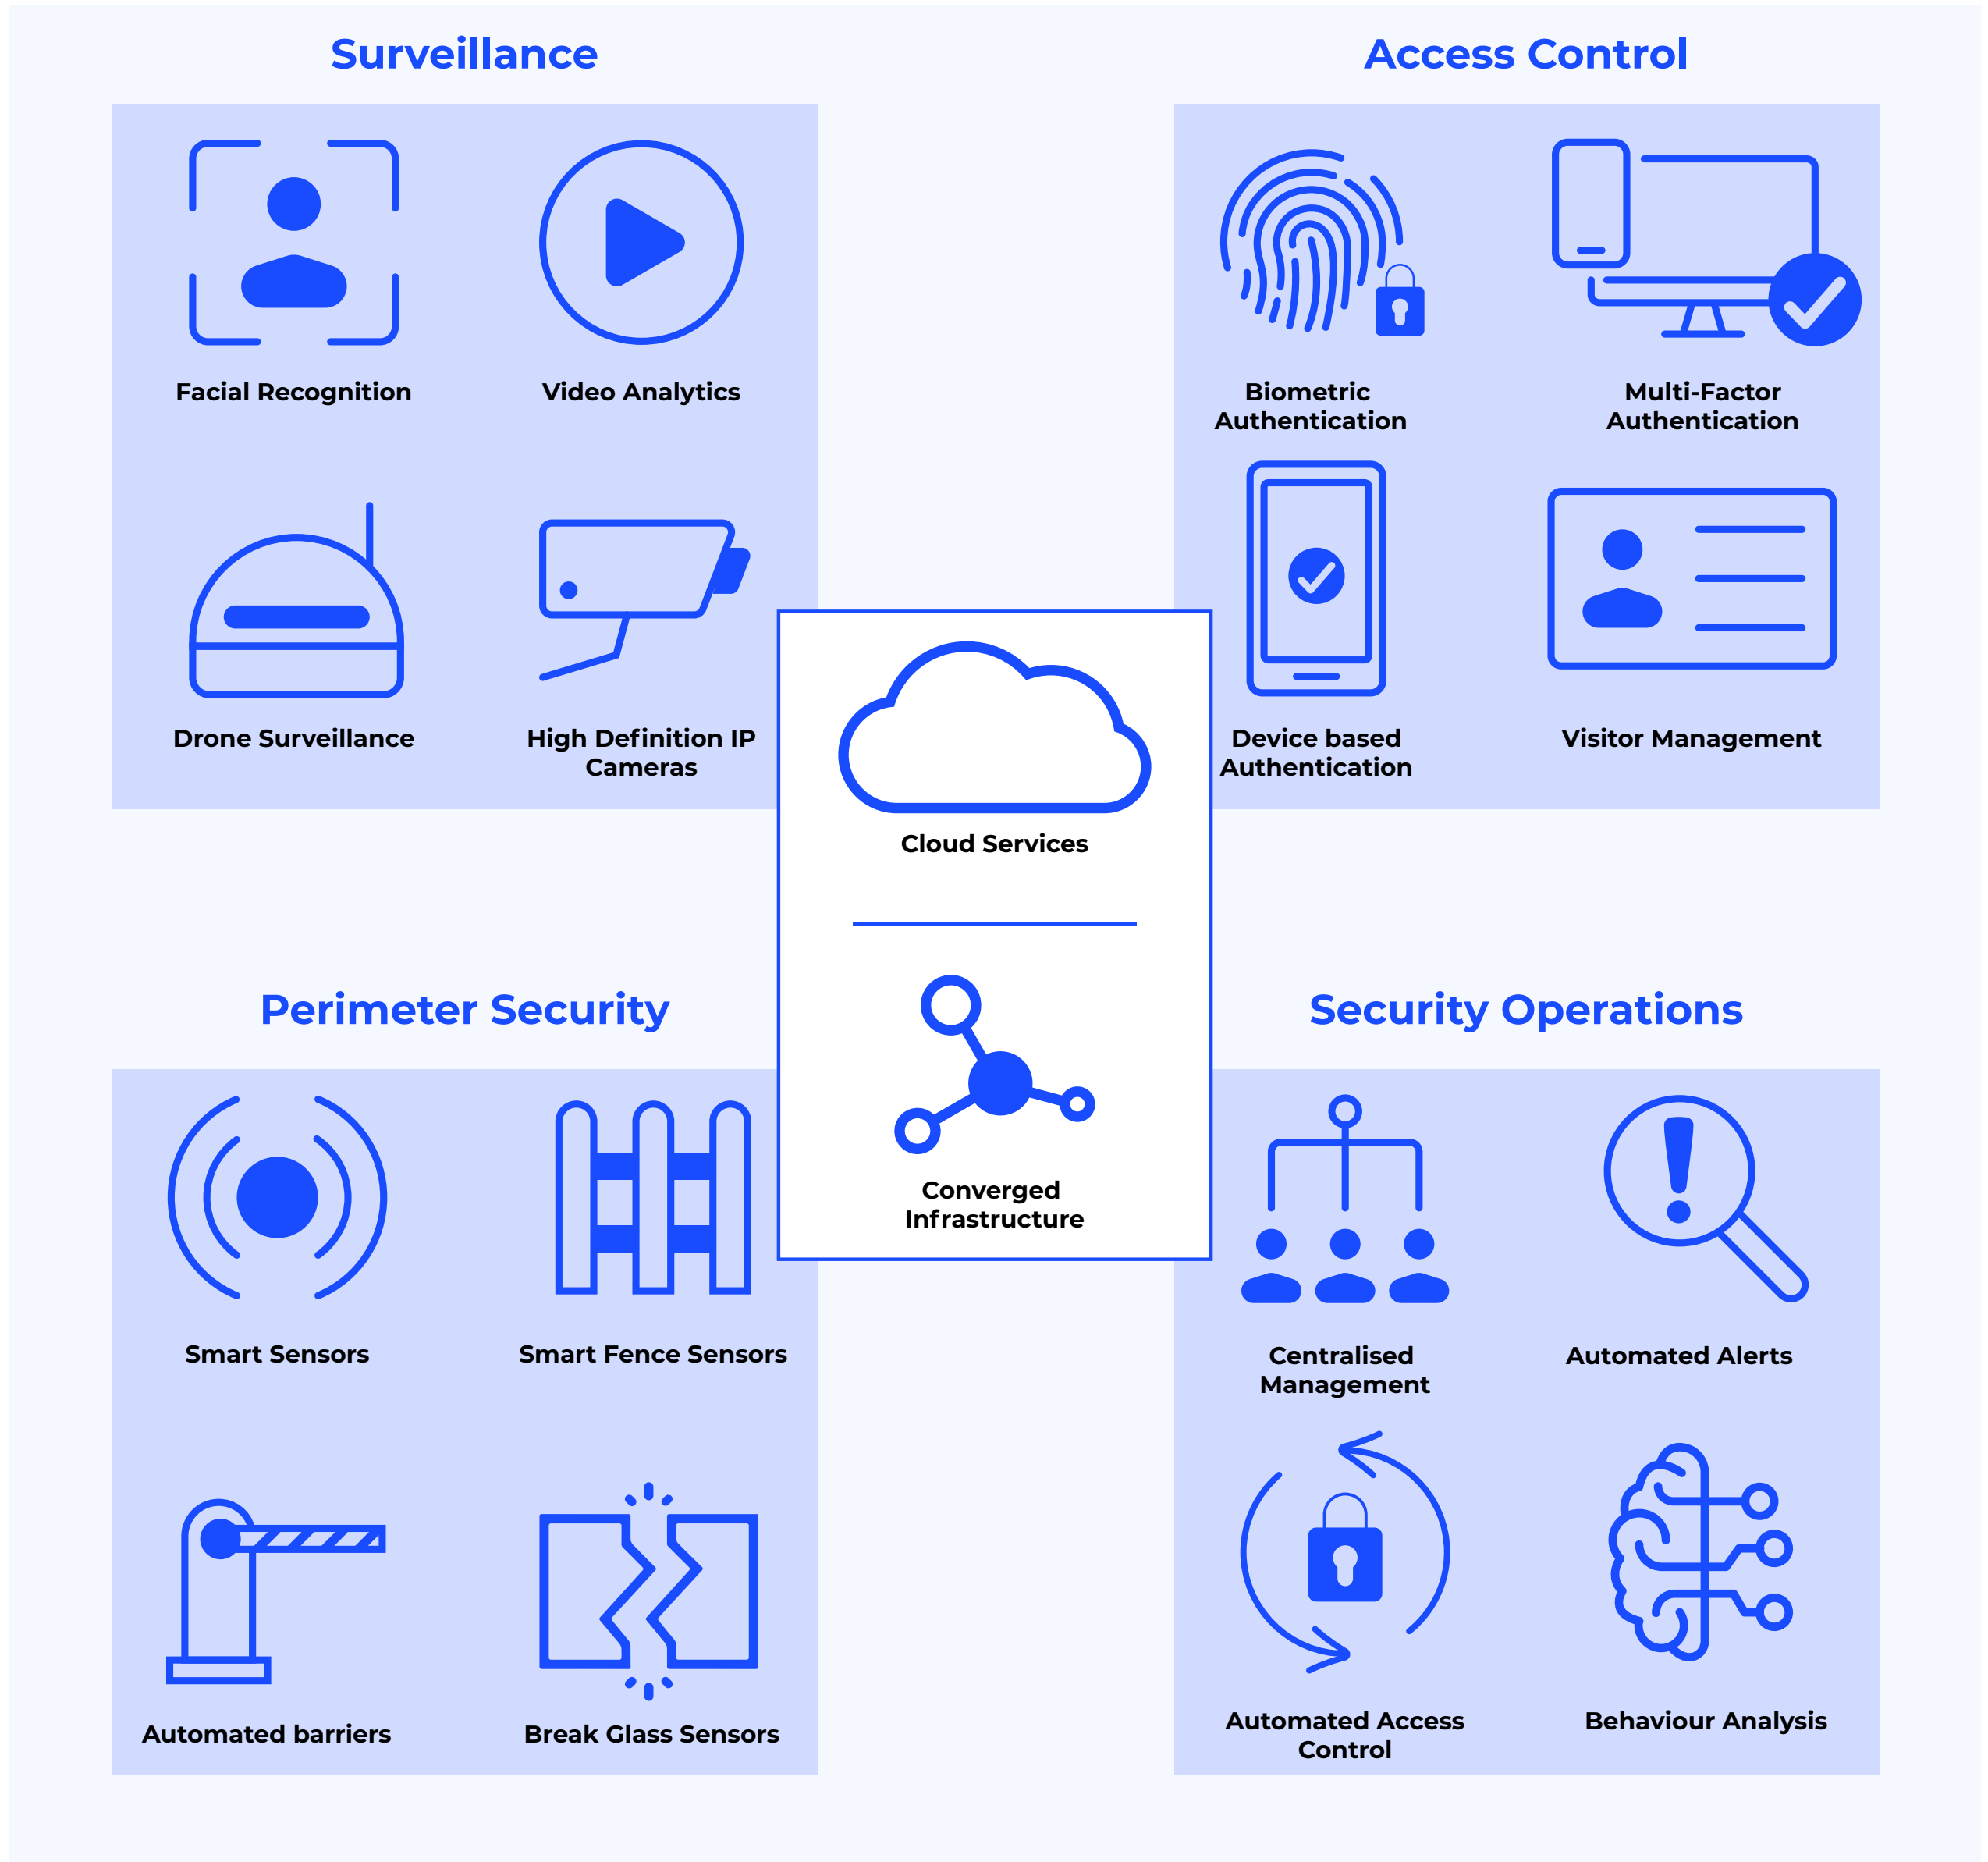 Surveillance
Facial Recognition
Video Analytics
Drone Surveillance
High Definition IP
Cameras
Access Control
Biometric
Authentication
Multi-Factor
Authentication
Device based
Authentication
Visitor Management
Cloud Services
Converged
Infrastructure
Perimeter Security
Smart Sensors
Smart Fence Sensors
Automated barriers
Break Glass Sensors
Security Operations
Centralised
Management
Automated Alerts
Automated Access
Control
Behaviour Analysis